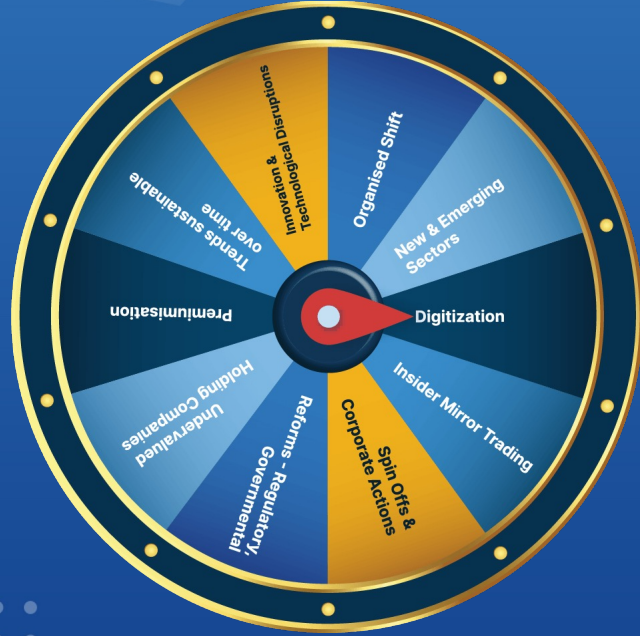 Innovation &
Technological Disruptions
Organised Shift
New & Emerging
Sectors
Digitization
Insider Mirror Trading
Spin Offs &
Corporate Actions
Reforms - Regulatory,
Governmental
Undervalued
Holding Companies
Premiumisation
Trends sustainable
over time